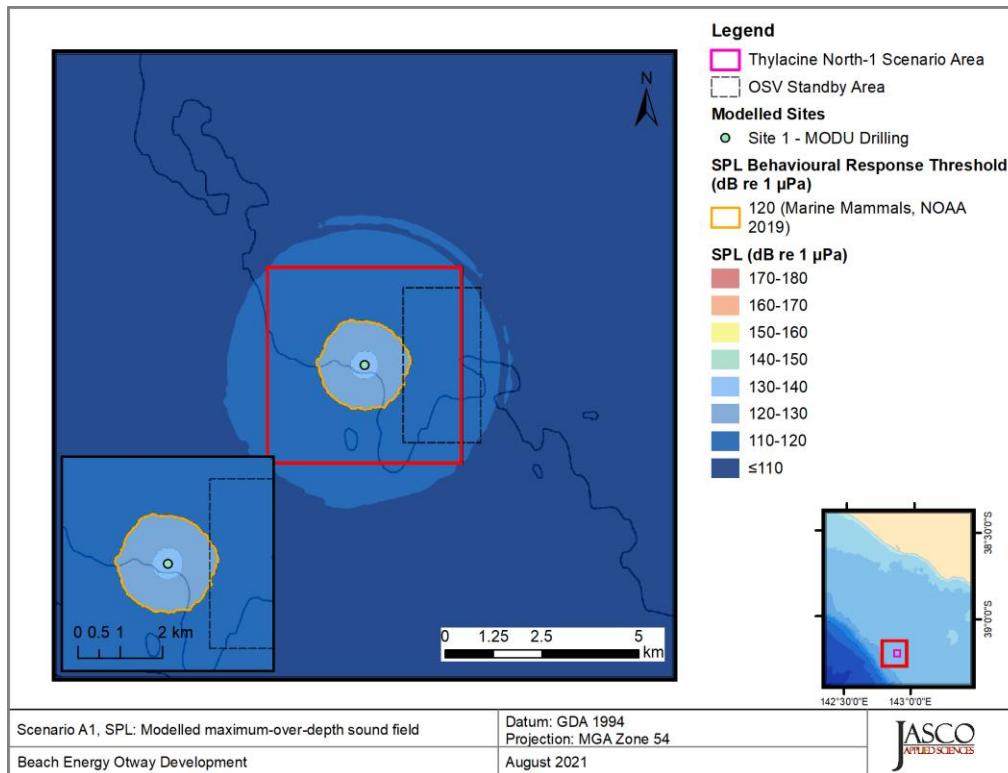 Legend
Thylacine North-1 Scenario Area
OSV Standby Area
Modelled Sites
Site 1 - MODU Drilling
SPL Behavioural Response Threshold
(dB re 1 µPa)
120 (Marine Mammals, NOAA
2019)
SPL (dB re 1 µPa)
170-180
160-170
150-160
140-150
130-140
120-130
110-120
≤110
N
0 0.5 1 2 km
0 1.25 2.5 5
km
38°30'0"S
39°0'0"S
142°30'0"E 143°0'0"E
Scenario A1, SPL: Modelled maximum-over-depth sound field
Datum: GDA 1994
Projection: MGA Zone 54
Beach Energy Otway Development
August 2021
JASCO
APPLIED SCIENCES